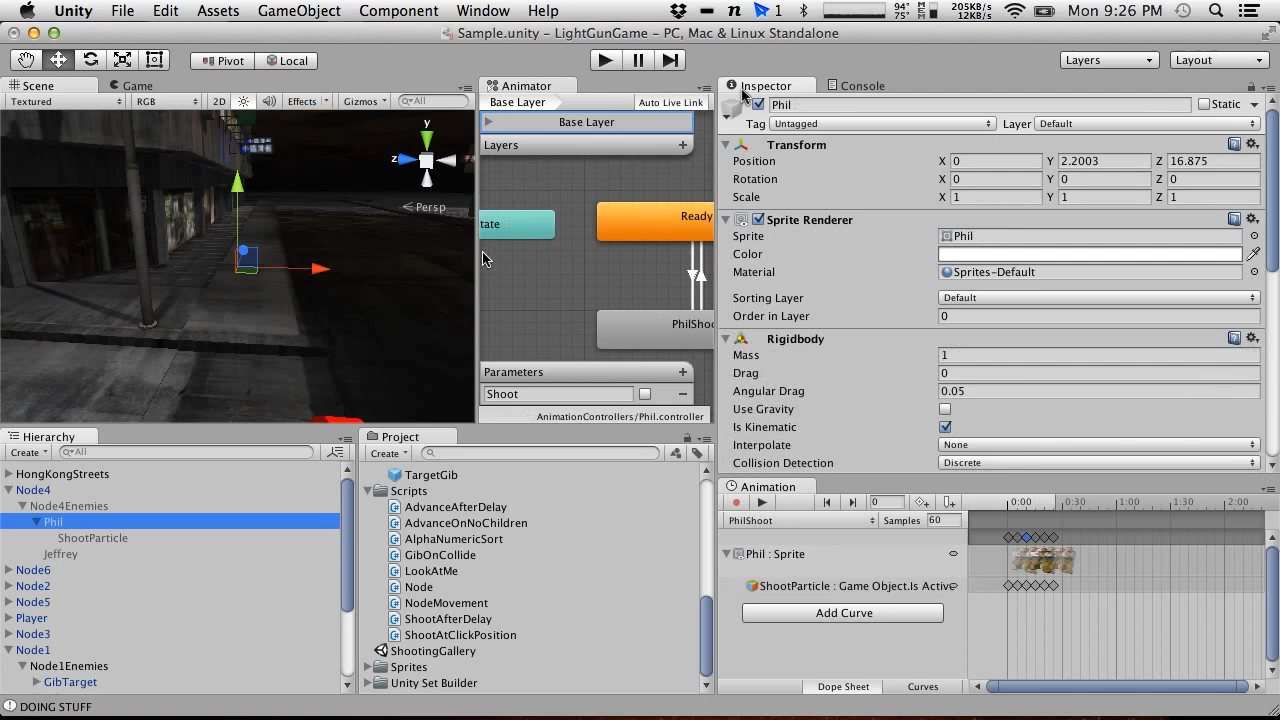 Unity File Edit Assets GameObject Component Window Help 1 94° 75° 205KB/s 12KB/s Mon 9:26 PM
Sample.unity - LightGunGame - PC, Mac & Linux Standalone
Pivot Local Layers Layout
Scene Game
Textured RGB 2D Effects Gizmos All
y
z
Persp
Animator
Base Layer Auto Live Link
Base Layer
Layers
tate
Ready
PhilShoo
Parameters
Shoot
AnimationControllers/Phil.controller
Inspector Console
Phil Static
Tag Untagged Layer Default
Transform
Position X 0 Y 2.2003 Z 16.875
Rotation X 0 Y 0 Z 0
Scale X 1 Y 1 Z 1
Sprite Renderer
Sprite Phil
Color
Material Sprites-Default
Sorting Layer Default
Order in Layer 0
Rigidbody
Mass 1
Drag 0
Angular Drag 0.05
Use Gravity
Is Kinematic
Interpolate None
Collision Detection Discrete
Hierarchy
Create All
HongKongStreets
Node4
Node4Enemies
Phil
ShootParticle
Jeffrey
Node6
Node2
Node5
Player
Node3
Node1
Node1Enemies
GibTarget
Project
Create
TargetGib
Scripts
AdvanceAfterDelay
AdvanceOnNoChildren
AlphaNumericSort
GibOnCollide
LookAtMe
Node
NodeMovement
ShootAfterDelay
ShootAtClickPosition
ShootingGallery
Sprites
Unity Set Builder
Animation
0 0:00 0:30 1:00 2:00
PhilShoot Samples 60
Phil : Sprite
ShootParticle : Game Object.Is Active
Add Curve
Dope Sheet Curves
DOING STUFF